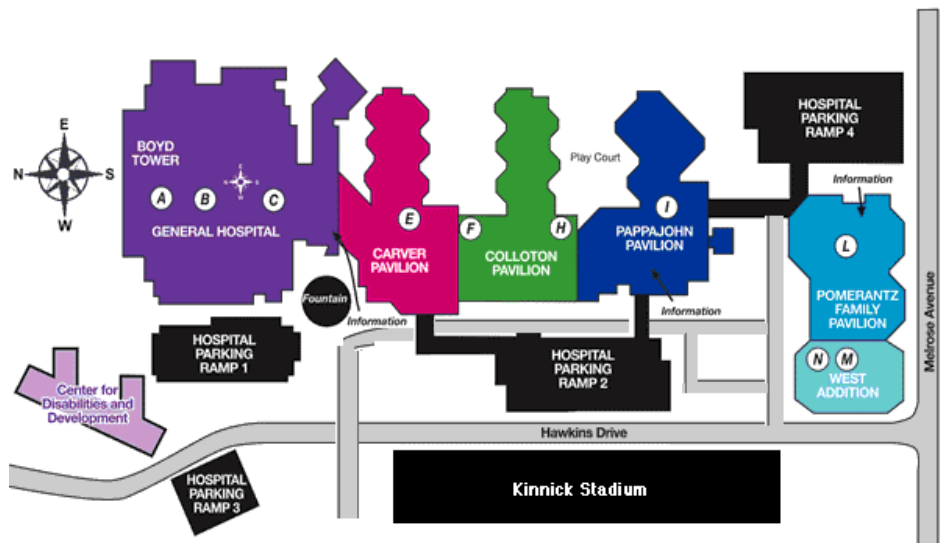 E
N
S
W
BOYD
TOWER
A
B
C
GENERAL HOSPITAL
E
CARVER
PAVILION
F
H
COLLOTON
PAVILION
Play Court
I
PAPPAJOHN
PAVILION
HOSPITAL
PARKING
RAMP 4
Information
L
POMERANTZ
FAMILY
PAVILION
N
M
WEST
ADDITION
Melrose Avenue
Fountain
Information
Information
HOSPITAL
PARKING
RAMP 1
HOSPITAL
PARKING
RAMP 2
Center for
Disabilities and
Development
Hawkins Drive
HOSPITAL
PARKING
RAMP 3
Kinnick Stadium